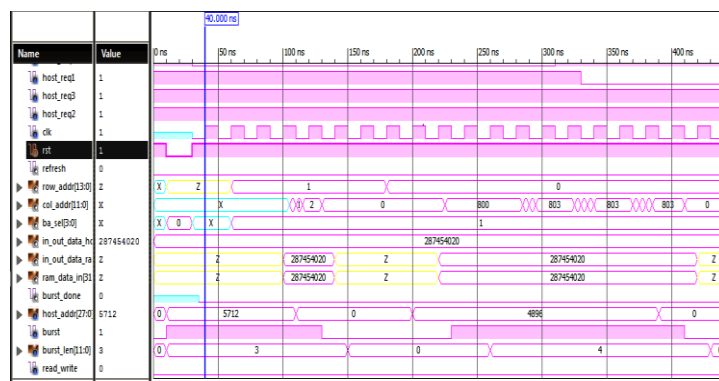 40.000 ns
Name Value 0 ns 50 ns 100 ns 150 ns 200 ns 250 ns 300 ns 350 ns 400 ns
host_req1 1
host_req3 1
host_req2 1
clk 1
rst 1
refresh 0
row_addr[13:0] Z X Z 1 0
col_addr[11:0] X X 2 0 800 803 803 803 0
ba_sel[3:0] X X 0 X 1
in_out_data_hc 287454020 287454020
in_out_data_ra Z Z 287454020 Z 287454020 Z
ram_data_in[31 Z Z 287454020 Z 287454020 Z
burst_done 0
host_addr[27:0] 5712 0 5712 0 4896 0
burst 1
burst_len[11:0] 3 0 3 0 4
read_write 0